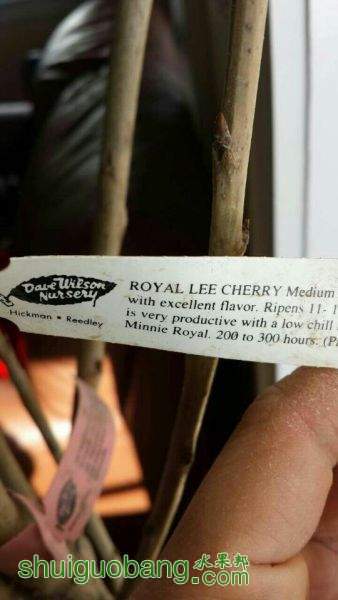 Dave Wilson
Nursery
Hickman • Reedley
ROYAL LEE CHERRY Medium
with excellent flavor. Ripens 11-
is very productive with a low chill
Minnie Royal. 200 to 300 hours. (P
水果邦
shuiguobang.com